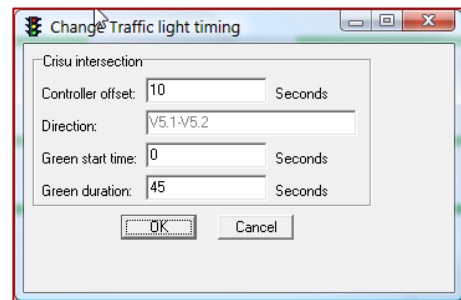 Change Traffic light timing
Crisu intersection
Controller offset: 10 Seconds
Direction: V5.1-V5.2
Green start time: 0 Seconds
Green duration: 45 Seconds
OK Cancel